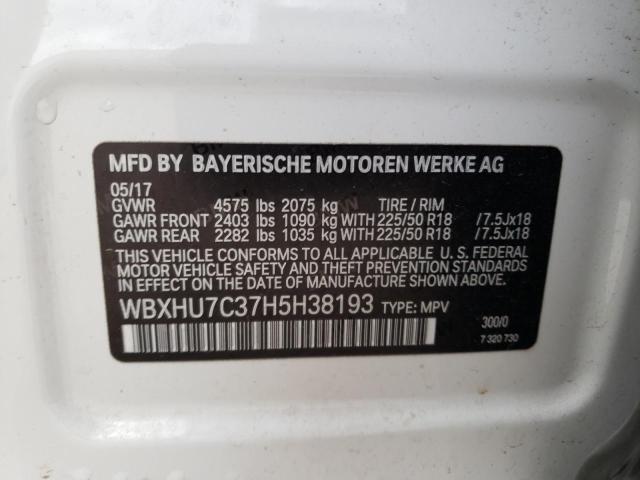 MFD BY BAYERISCHE MOTOREN WERKE AG
05/17
GVWR 4575 lbs 2075 kg TIRE / RIM
GAWR FRONT 2403 lbs 1090 kg WITH 225/50 R18 /7.5Jx18
GAWR REAR 2282 lbs 1035 kg WITH 225/50 R18 /7.5Jx18
THIS VEHICLE CONFORMS TO ALL APPLICABLE U. S. FEDERAL
MOTOR VEHICLE SAFETY BUMPER, AND THEFT PREVENTION STANDARDS
IN EFFECT ON THE DATE OF MANUFACTURE SHOWN ABOVE.
WBXHU7C37H5H38193 TYPE: MPV
300/0
7 320 730